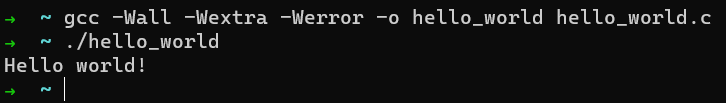 ➜  ~ gcc -Wall -Wextra -Werror -o hello_world hello_world.c
➜  ~ ./hello_world
Hello world!
➜  ~